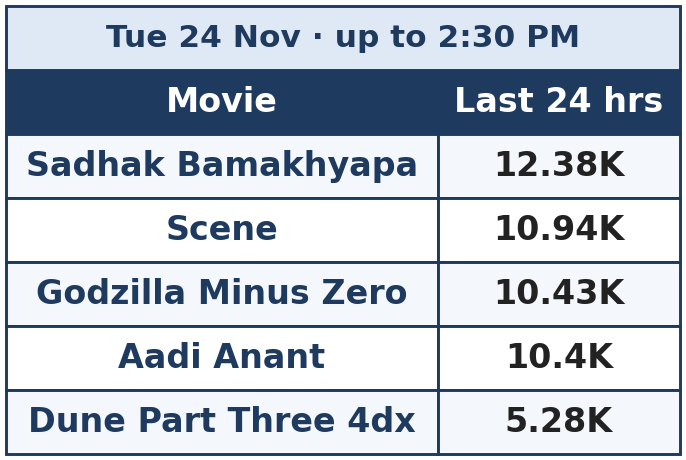 Tue 24 Nov · up to 2:30 PM
Movie Last 24 hrs
Sadhak Bamakhyapa 12.38K
Scene 10.94K
Godzilla Minus Zero 10.43K
Aadi Anant 10.4K
Dune Part Three 4dx 5.28K